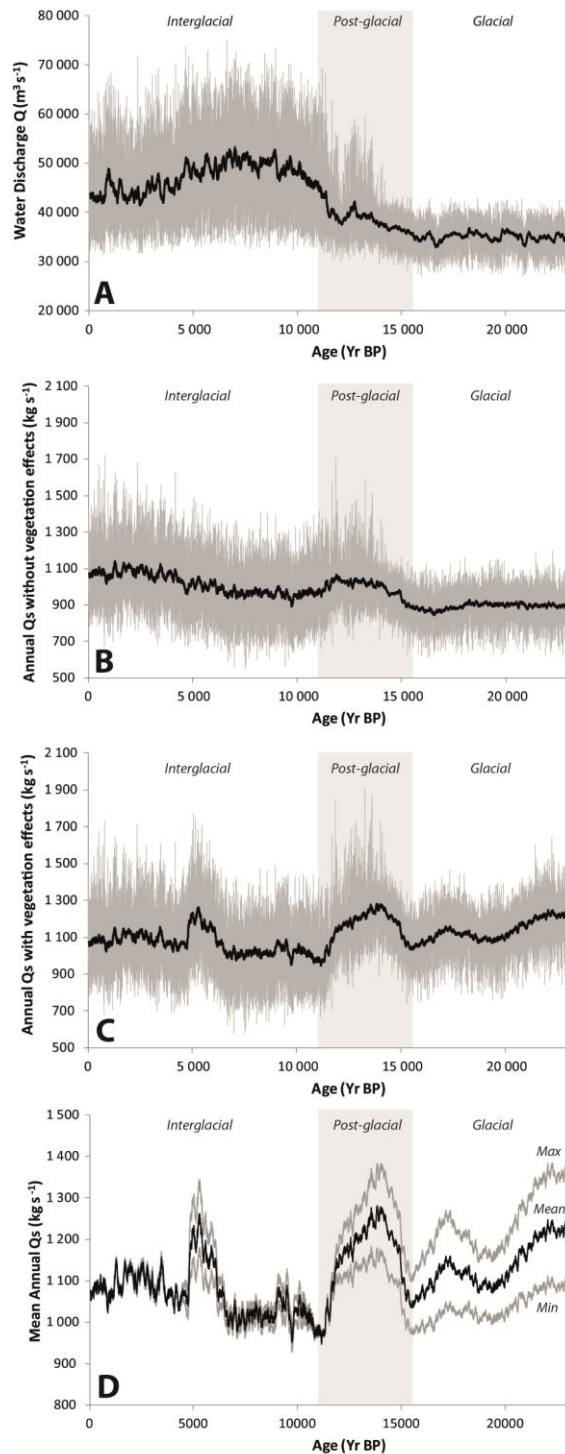 Interglacial Post-glacial Glacial
80 000
70 000
60 000
50 000
40 000
30 000
20 000
Water Discharge Q (m³ s⁻¹)
A
0 5 000 10 000 15 000 20 000
Age (Yr BP)
2 100
1 900
1 700
1 500
1 300
1 100
900
700
500
Annual Qs without vegetation effects (kg s⁻¹)
Interglacial Post-glacial Glacial
B
0 5 000 10 000 15 000 20 000
Age (Yr BP)
2 100
1 900
1 700
1 500
1 300
1 100
900
700
500
Annual Qs with vegetation effects (kg s⁻¹)
Interglacial Post-glacial Glacial
C
0 5 000 10 000 15 000 20 000
Age (Yr BP)
1 500
1 400
1 300
1 200
1 100
1 000
900
800
Mean Annual Qs (kg s⁻¹)
Interglacial Post-glacial Glacial
Max
Mean
Min
D
0 5000 10000 15000 20000
Age (Yr BP)